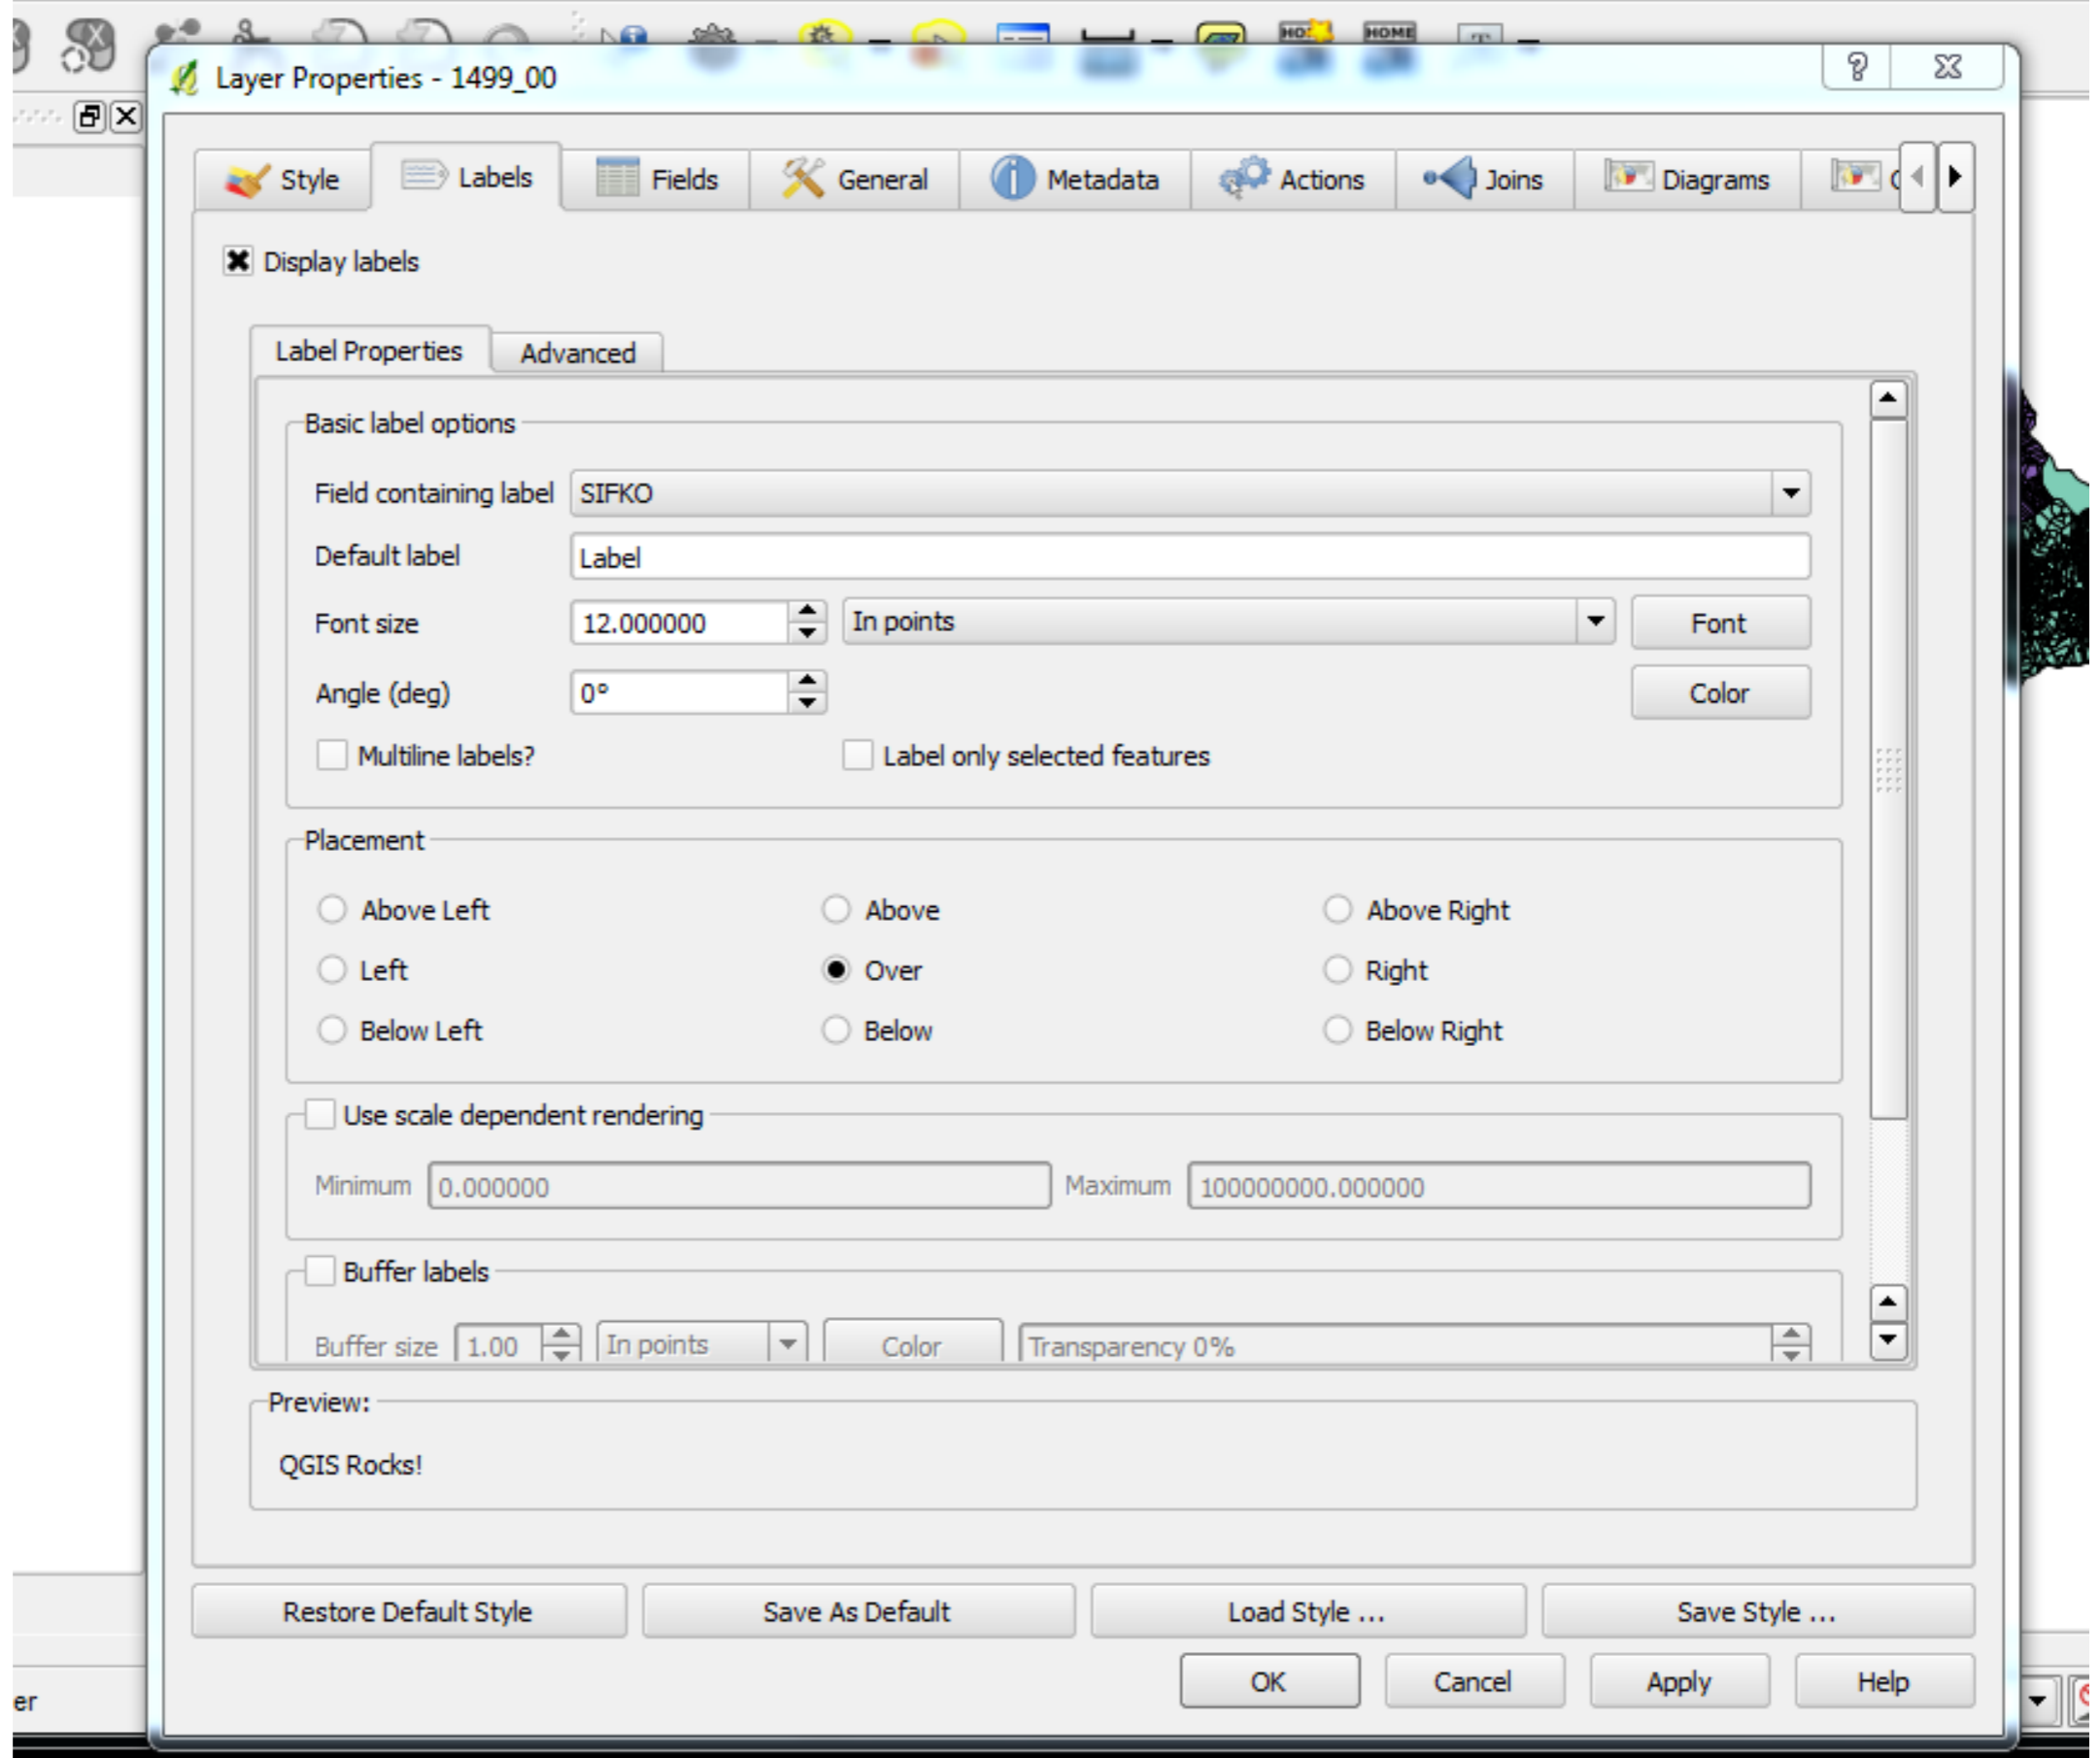 HOME
Layer Properties - 1499_00
Style Labels Fields General Metadata Actions Joins Diagrams
Display labels
Label Properties Advanced
Basic label options
Field containing label SIFKO
Default label Label
Font size 12.000000 In points Font
Angle (deg) 0° Color
Multiline labels? Label only selected features
Placement
Above Left Above Above Right
Left Over Right
Below Left Below Below Right
Use scale dependent rendering
Minimum 0.000000 Maximum 100000000.000000
Buffer labels
Buffer size 1.00 In points Color Transparency 0%
Preview:
QGIS Rocks!
Restore Default Style Save As Default Load Style ... Save Style ...
OK Cancel Apply Help
er